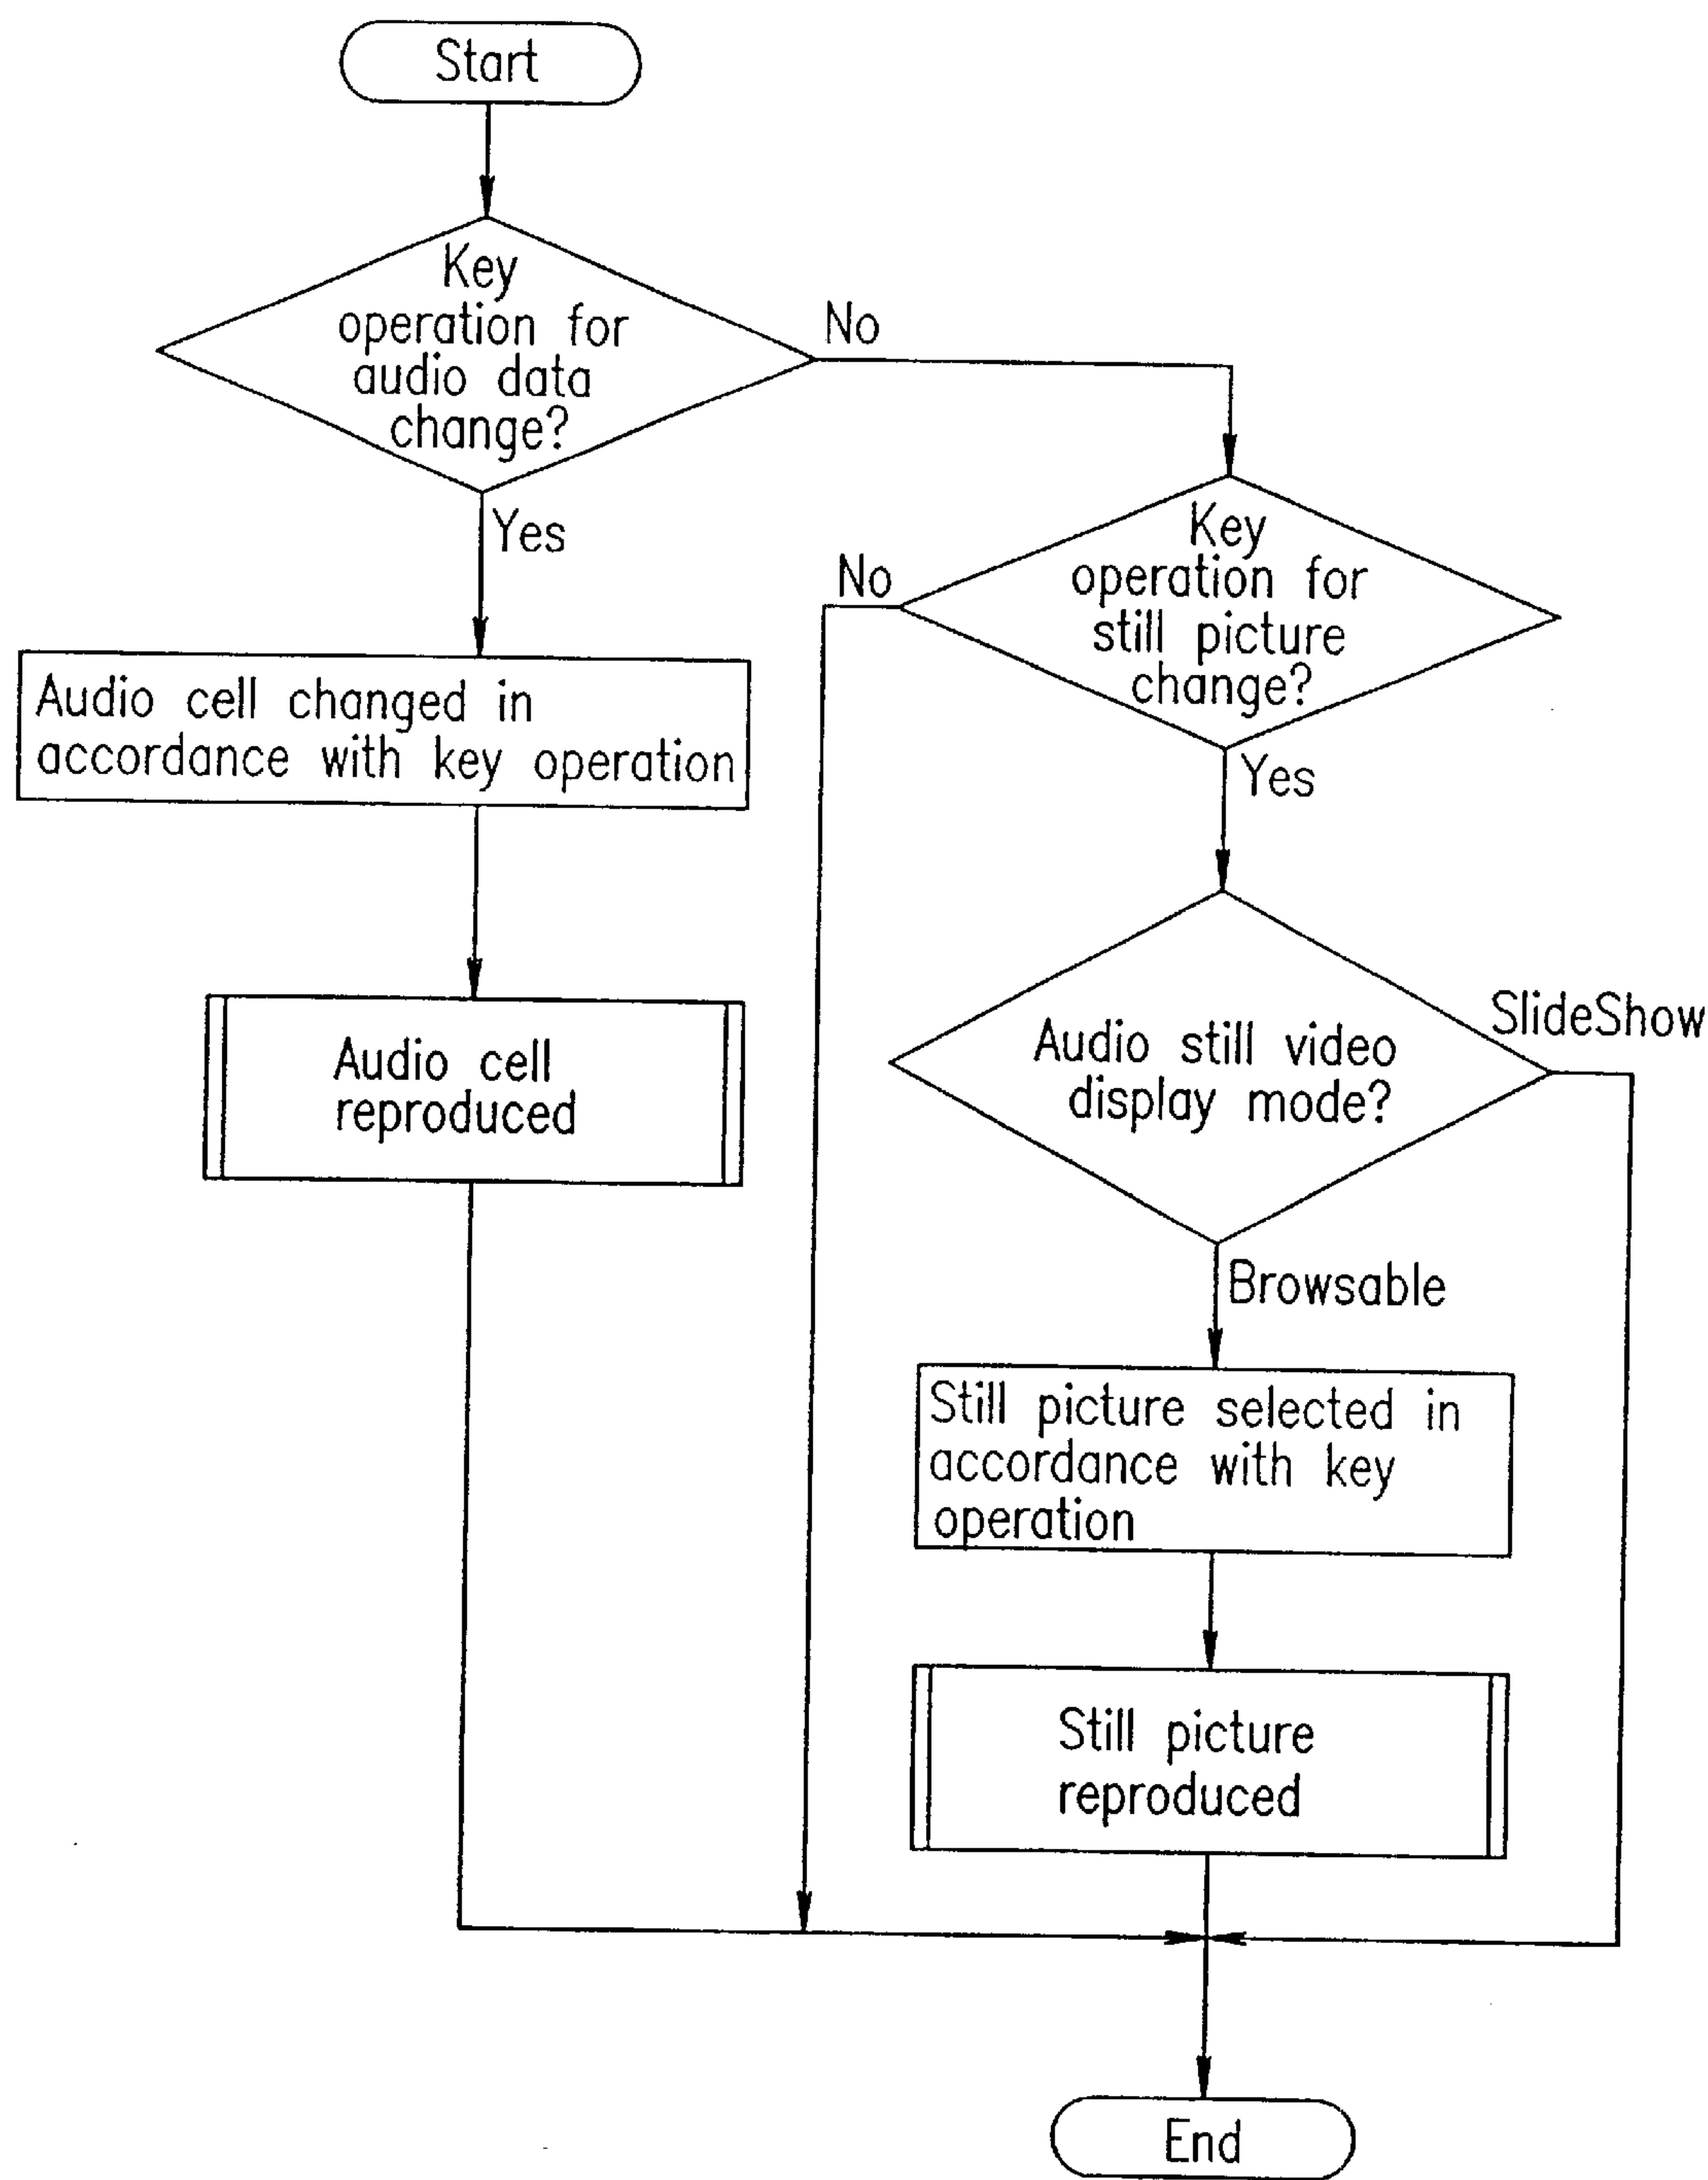 Start
Key
operation for
audio data
change?
No
Yes
Key
operation for
still picture
change?
No
Yes
Audio cell changed in
accordance with key operation
Audio cell
reproduced
Audio still video
display mode?
SlideShow
Browsable
Still picture selected in
accordance with key
operation
Still picture
reproduced
End